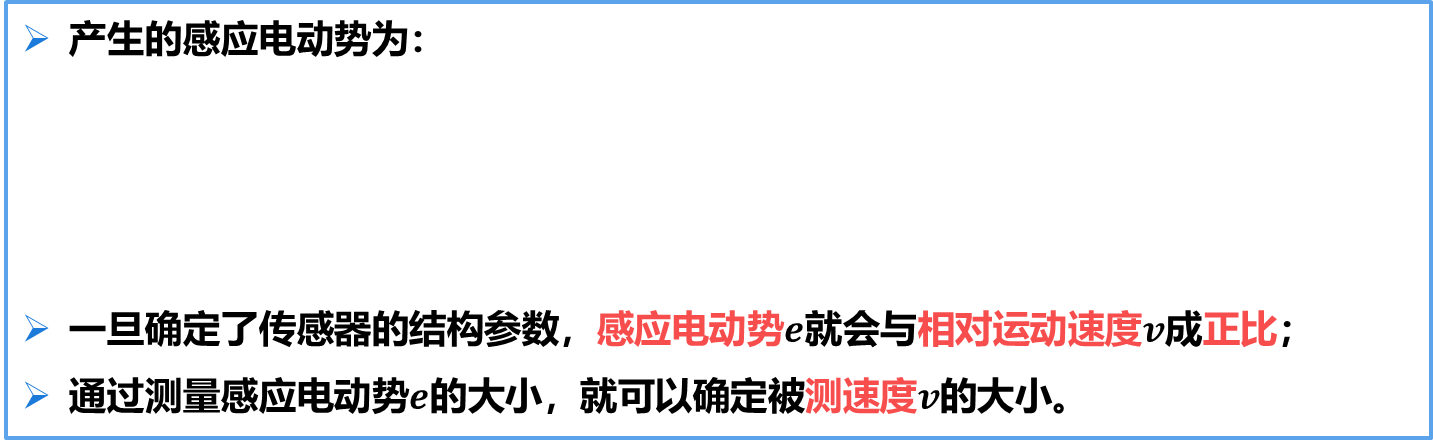 ➢ 产生的感应电动势为：
➢ 一旦确定了传感器的结构参数，感应电动势e就会与相对运动速度v成正比；
➢ 通过测量感应电动势e的大小，就可以确定被测速度v的大小。